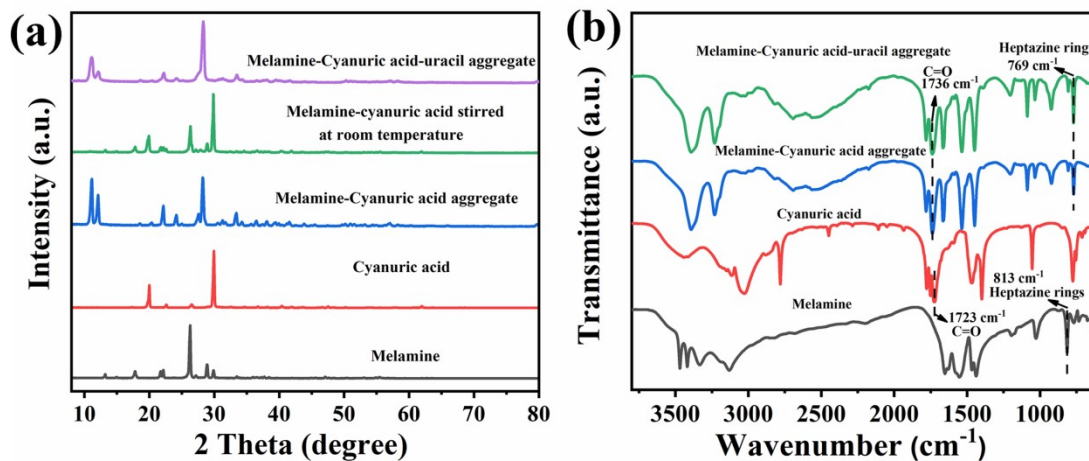 (a)
Melamine-Cyanuric acid-uracil aggregate
Melamine-cyanuric acid stirred
at room temperature
Melamine-Cyanuric acid aggregate
Cyanuric acid
Melamine
Intensity (a.u.)
10 20 30 40 50 60 70 80
2 Theta (degree)
(b)
Melamine-Cyanuric acid-uracil aggregate
Heptazine rings
769 cm-1
C=O
1736 cm-1
Melamine-Cyanuric acid aggregate
Cyanuric acid
813 cm-1
Heptazine rings
Melamine
1723 cm-1
C=O
Transmittance (a.u.)
3500 3000 2500 2000 1500 1000
Wavenumber (cm-1)